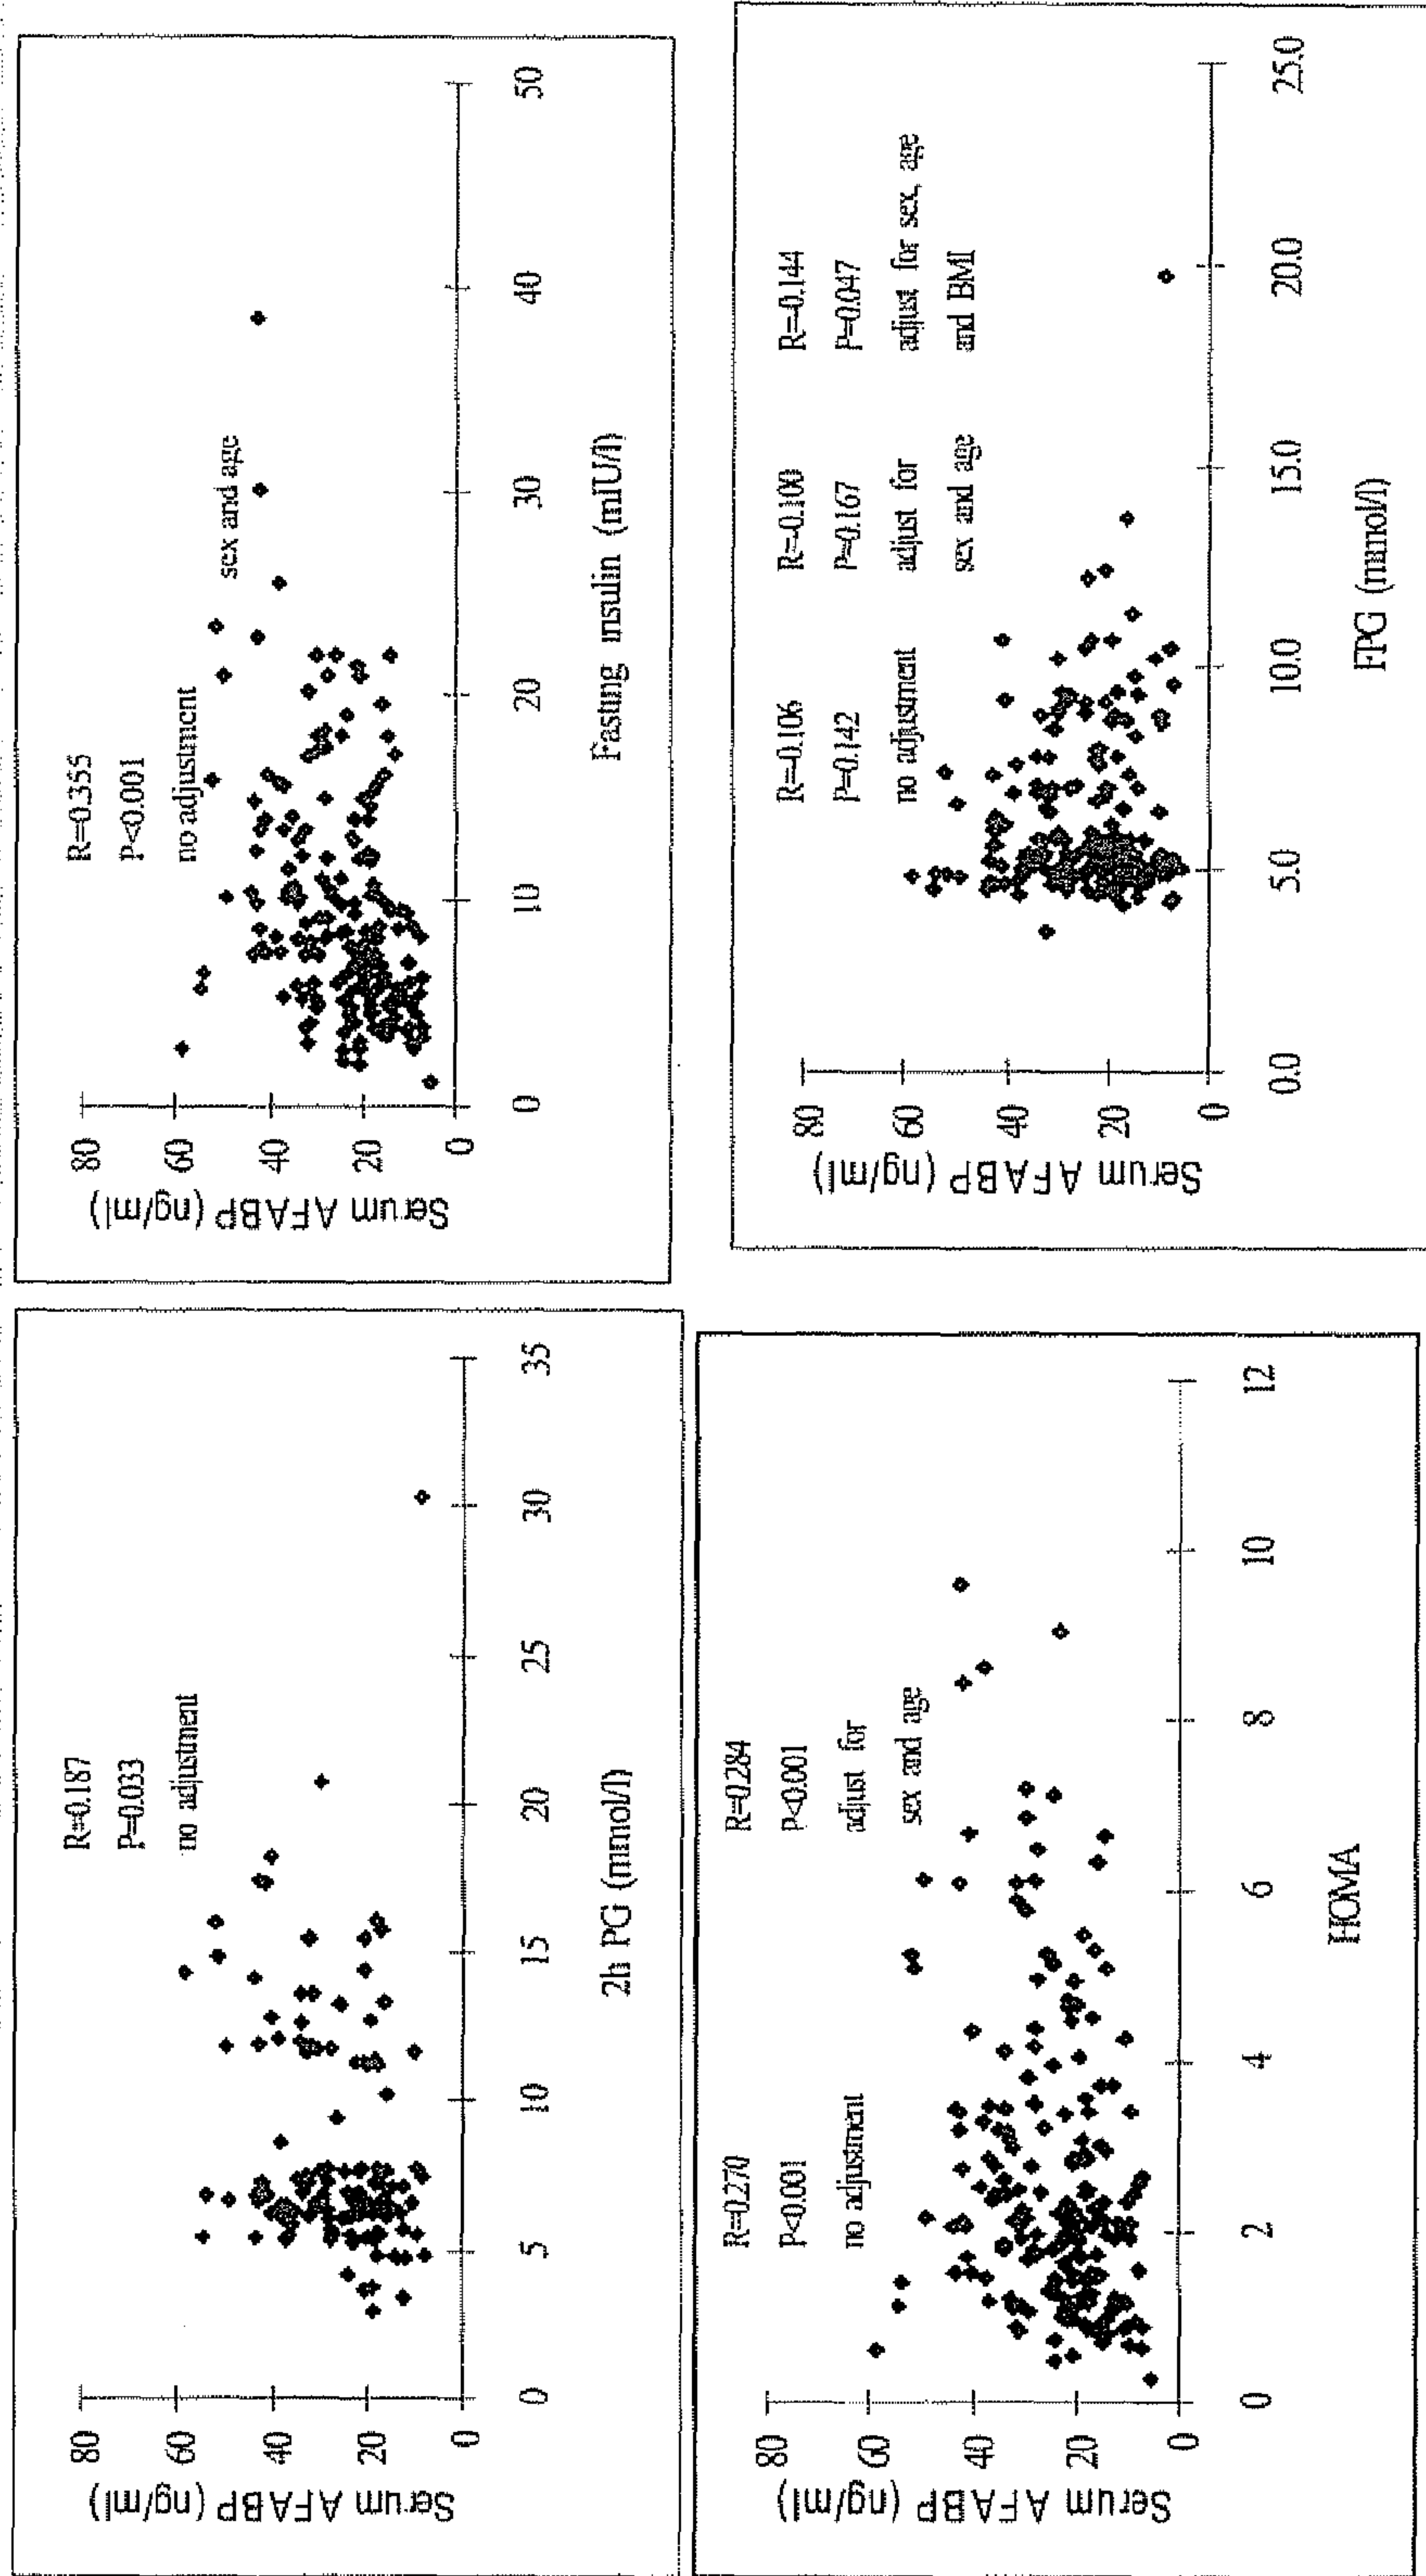 R=0.187
P=0.033
no adjustment
80
60
40
20
0
Serum AFABP (ng/ml)
0 5 10 15 20 25 30 35
2h PG (mmol/l)
R=0.355
P<0.001
no adjustment
sex and age
80
60
40
20
0
Serum AFABP (ng/ml)
0 10 20 30 40 50
Fasting insulin (mIU/l)
R=0.270
P<0.001
no adjustment
R=0.284
P<0.001
adjust for
sex and age
80
60
40
20
0
Serum AFABP (ng/ml)
0 2 4 6 8 10 12
HOMA
R=-0.106
P=0.142
no adjustment
R=-0.100
P=0.167
adjust for
sex and age
R=-0.144
P=0.047
adjust for sex, age
and BMI
80
60
40
20
0
Serum AFABP (ng/ml)
0.0 5.0 10.0 15.0 20.0 25.0
FPG (mmol/l)